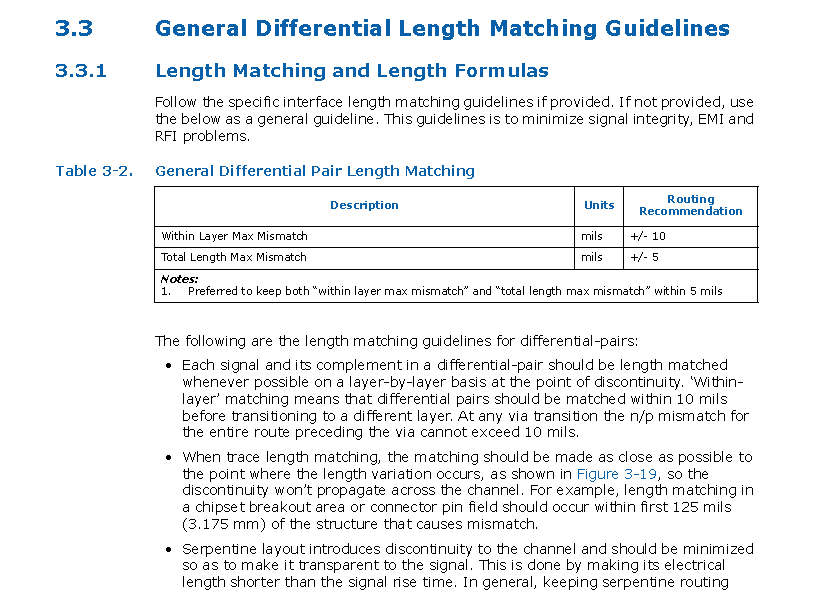 3.3 General Differential Length Matching Guidelines
3.3.1 Length Matching and Length Formulas
Follow the specific interface length matching guidelines if provided. If not provided, use
the below as a general guideline. This guidelines is to minimize signal integrity, EMI and
RFI problems.
Table 3-2. General Differential Pair Length Matching
Description Units Routing Recommendation
Within Layer Max Mismatch mils +/- 10
Total Length Max Mismatch mils +/- 5
Notes:
1. Preferred to keep both “within layer max mismatch” and “total length max mismatch” within 5 mils
The following are the length matching guidelines for differential-pairs:
• Each signal and its complement in a differential-pair should be length matched
whenever possible on a layer-by-layer basis at the point of discontinuity. ‘Within-
layer’ matching means that differential pairs should be matched within 10 mils
before transitioning to a different layer. At any via transition the n/p mismatch for
the entire route preceding the via cannot exceed 10 mils.
• When trace length matching, the matching should be made as close as possible to
the point where the length variation occurs, as shown in Figure 3-19, so the
discontinuity won’t propagate across the channel. For example, length matching in
a chipset breakout area or connector pin field should occur within first 125 mils
(3.175 mm) of the structure that causes mismatch.
• Serpentine layout introduces discontinuity to the channel and should be minimized
so as to make it transparent to the signal. This is done by making its electrical
length shorter than the signal rise time. In general, keeping serpentine routing